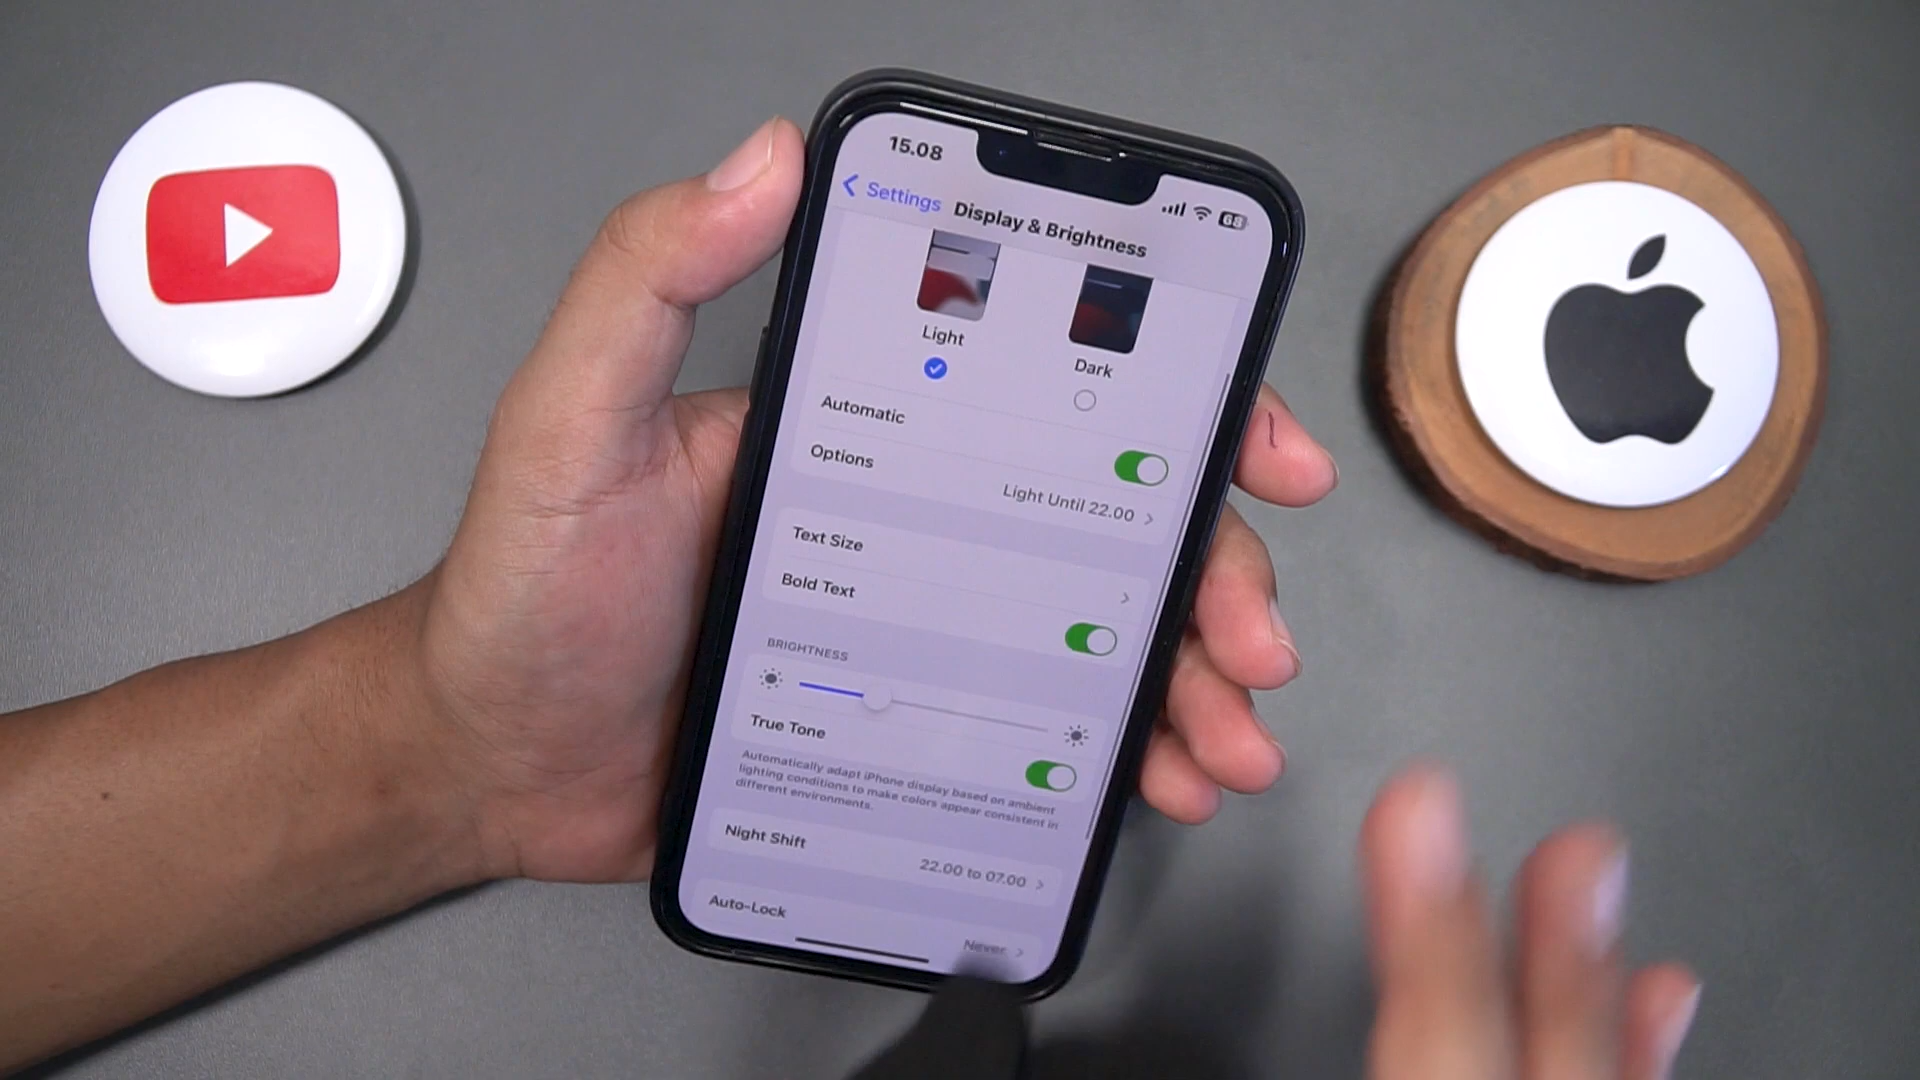 15.08
68
Settings
Display & Brightness
Light
Dark
Automatic
Options
Light Until 22.00
Text Size
Bold Text
BRIGHTNESS
True Tone
Automatically adapt iPhone display based on ambient
lighting conditions to make colors appear consistent in
different environments.
Night Shift
22.00 to 07.00
Auto-Lock
Never